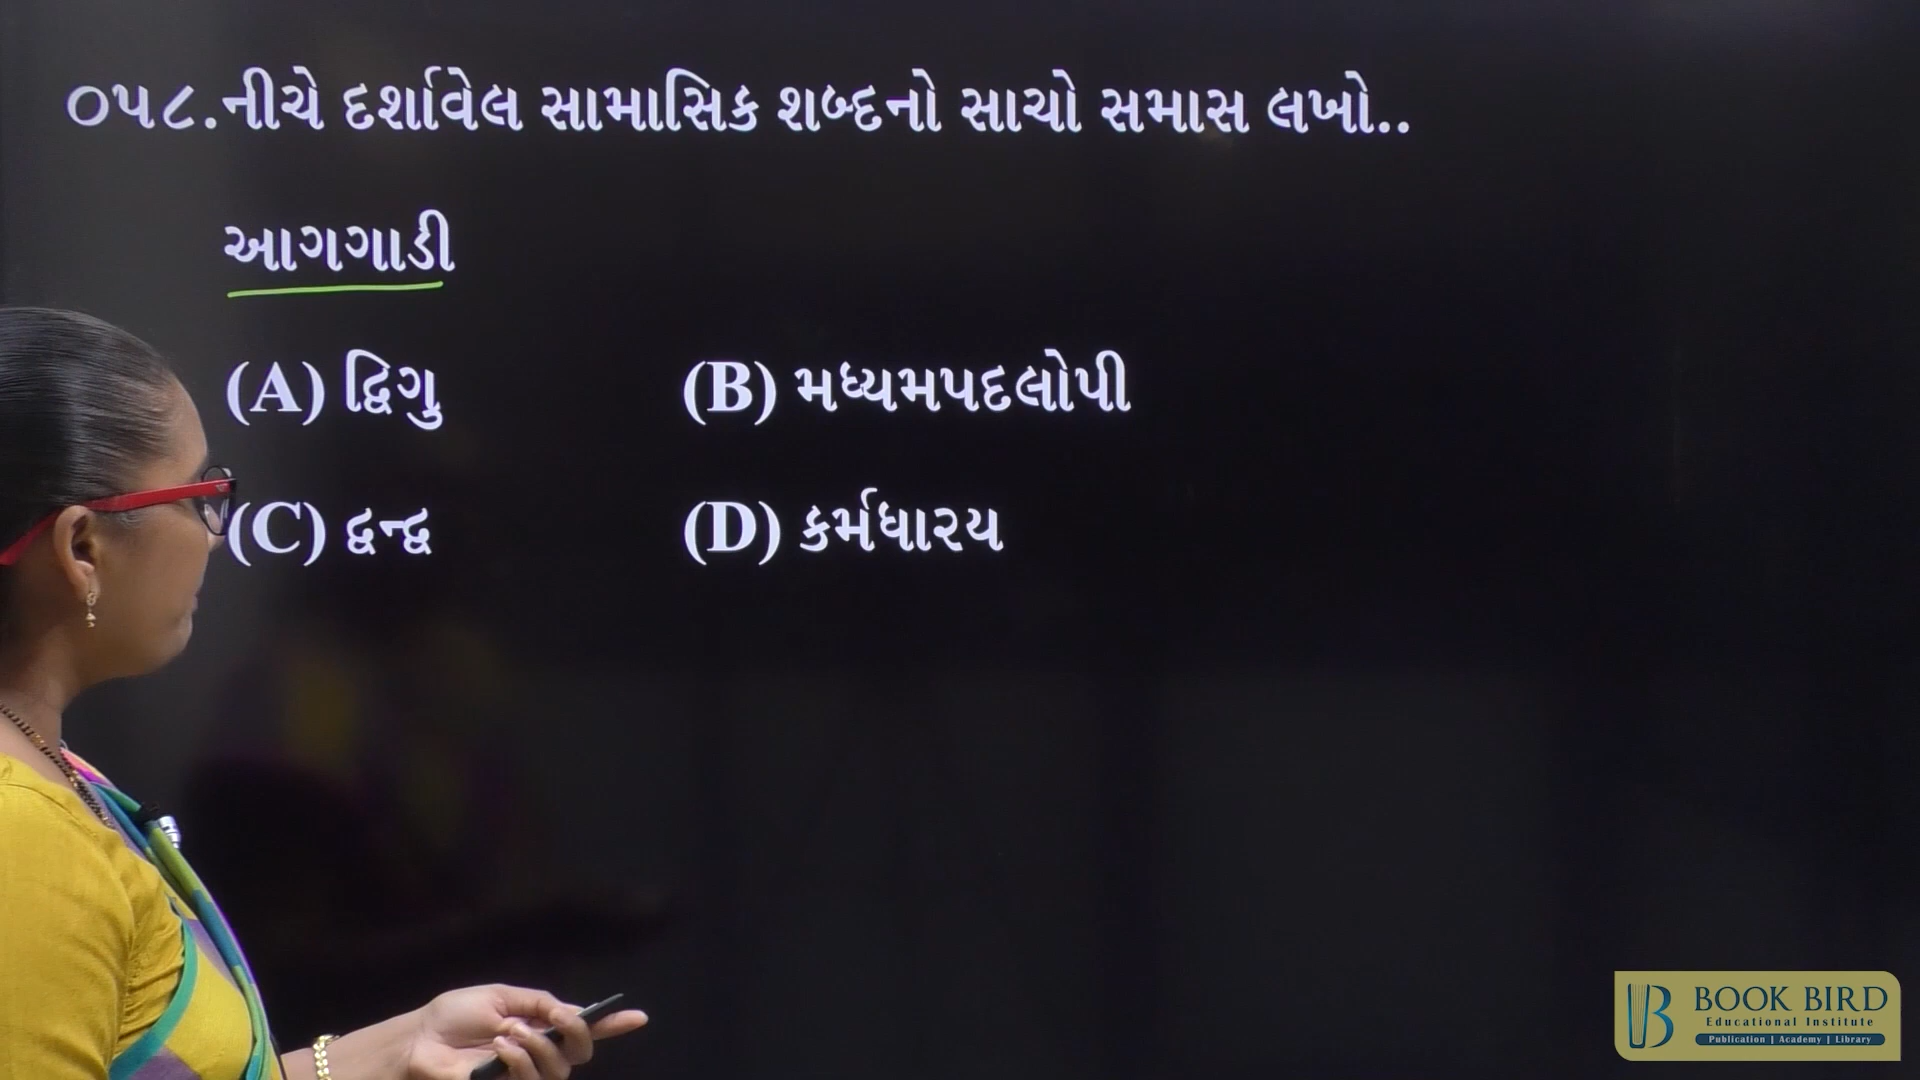 ૦૫૮.નીચે દર્શાવેલ સામાસિક શબ્દનો સાચો સમાસ લખો..
આગગાડી
(A) દ્વિગુ (B) મધ્યમપદલોપી
(C) દ્વન્દ્વ (D) કર્મધારય
B BOOK BIRD
Educational Institute
Publication | Academy | Library